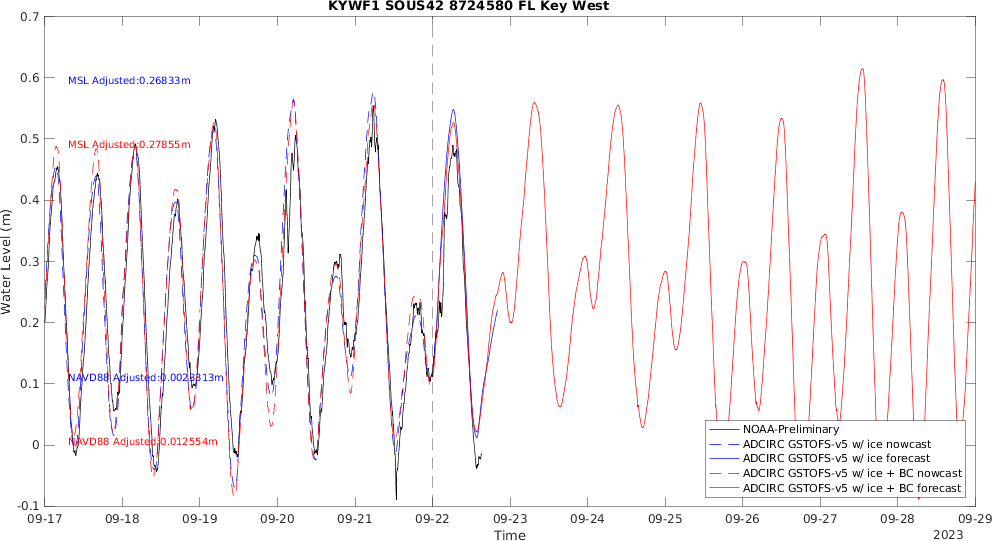 KYWF1 SOUS42 8724580 FL Key West
0.7
0.6
0.5
0.4
0.3
0.2
0.1
0
-0.1
Water Level (m)
MSL Adjusted:0.26833m
MSL Adjusted:0.27855m
NAVD88 Adjusted:0.0023313m
NAVD88 Adjusted:0.012554m
NOAA-Preliminary
ADCIRC GSTOFS-v5 w/ ice nowcast
ADCIRC GSTOFS-v5 w/ ice forecast
ADCIRC GSTOFS-v5 w/ ice + BC nowcast
ADCIRC GSTOFS-v5 w/ ice + BC forecast
09-17 09-18 09-19 09-20 09-21 09-22 09-23 09-24 09-25 09-26 09-27 09-28 09-29
Time
2023